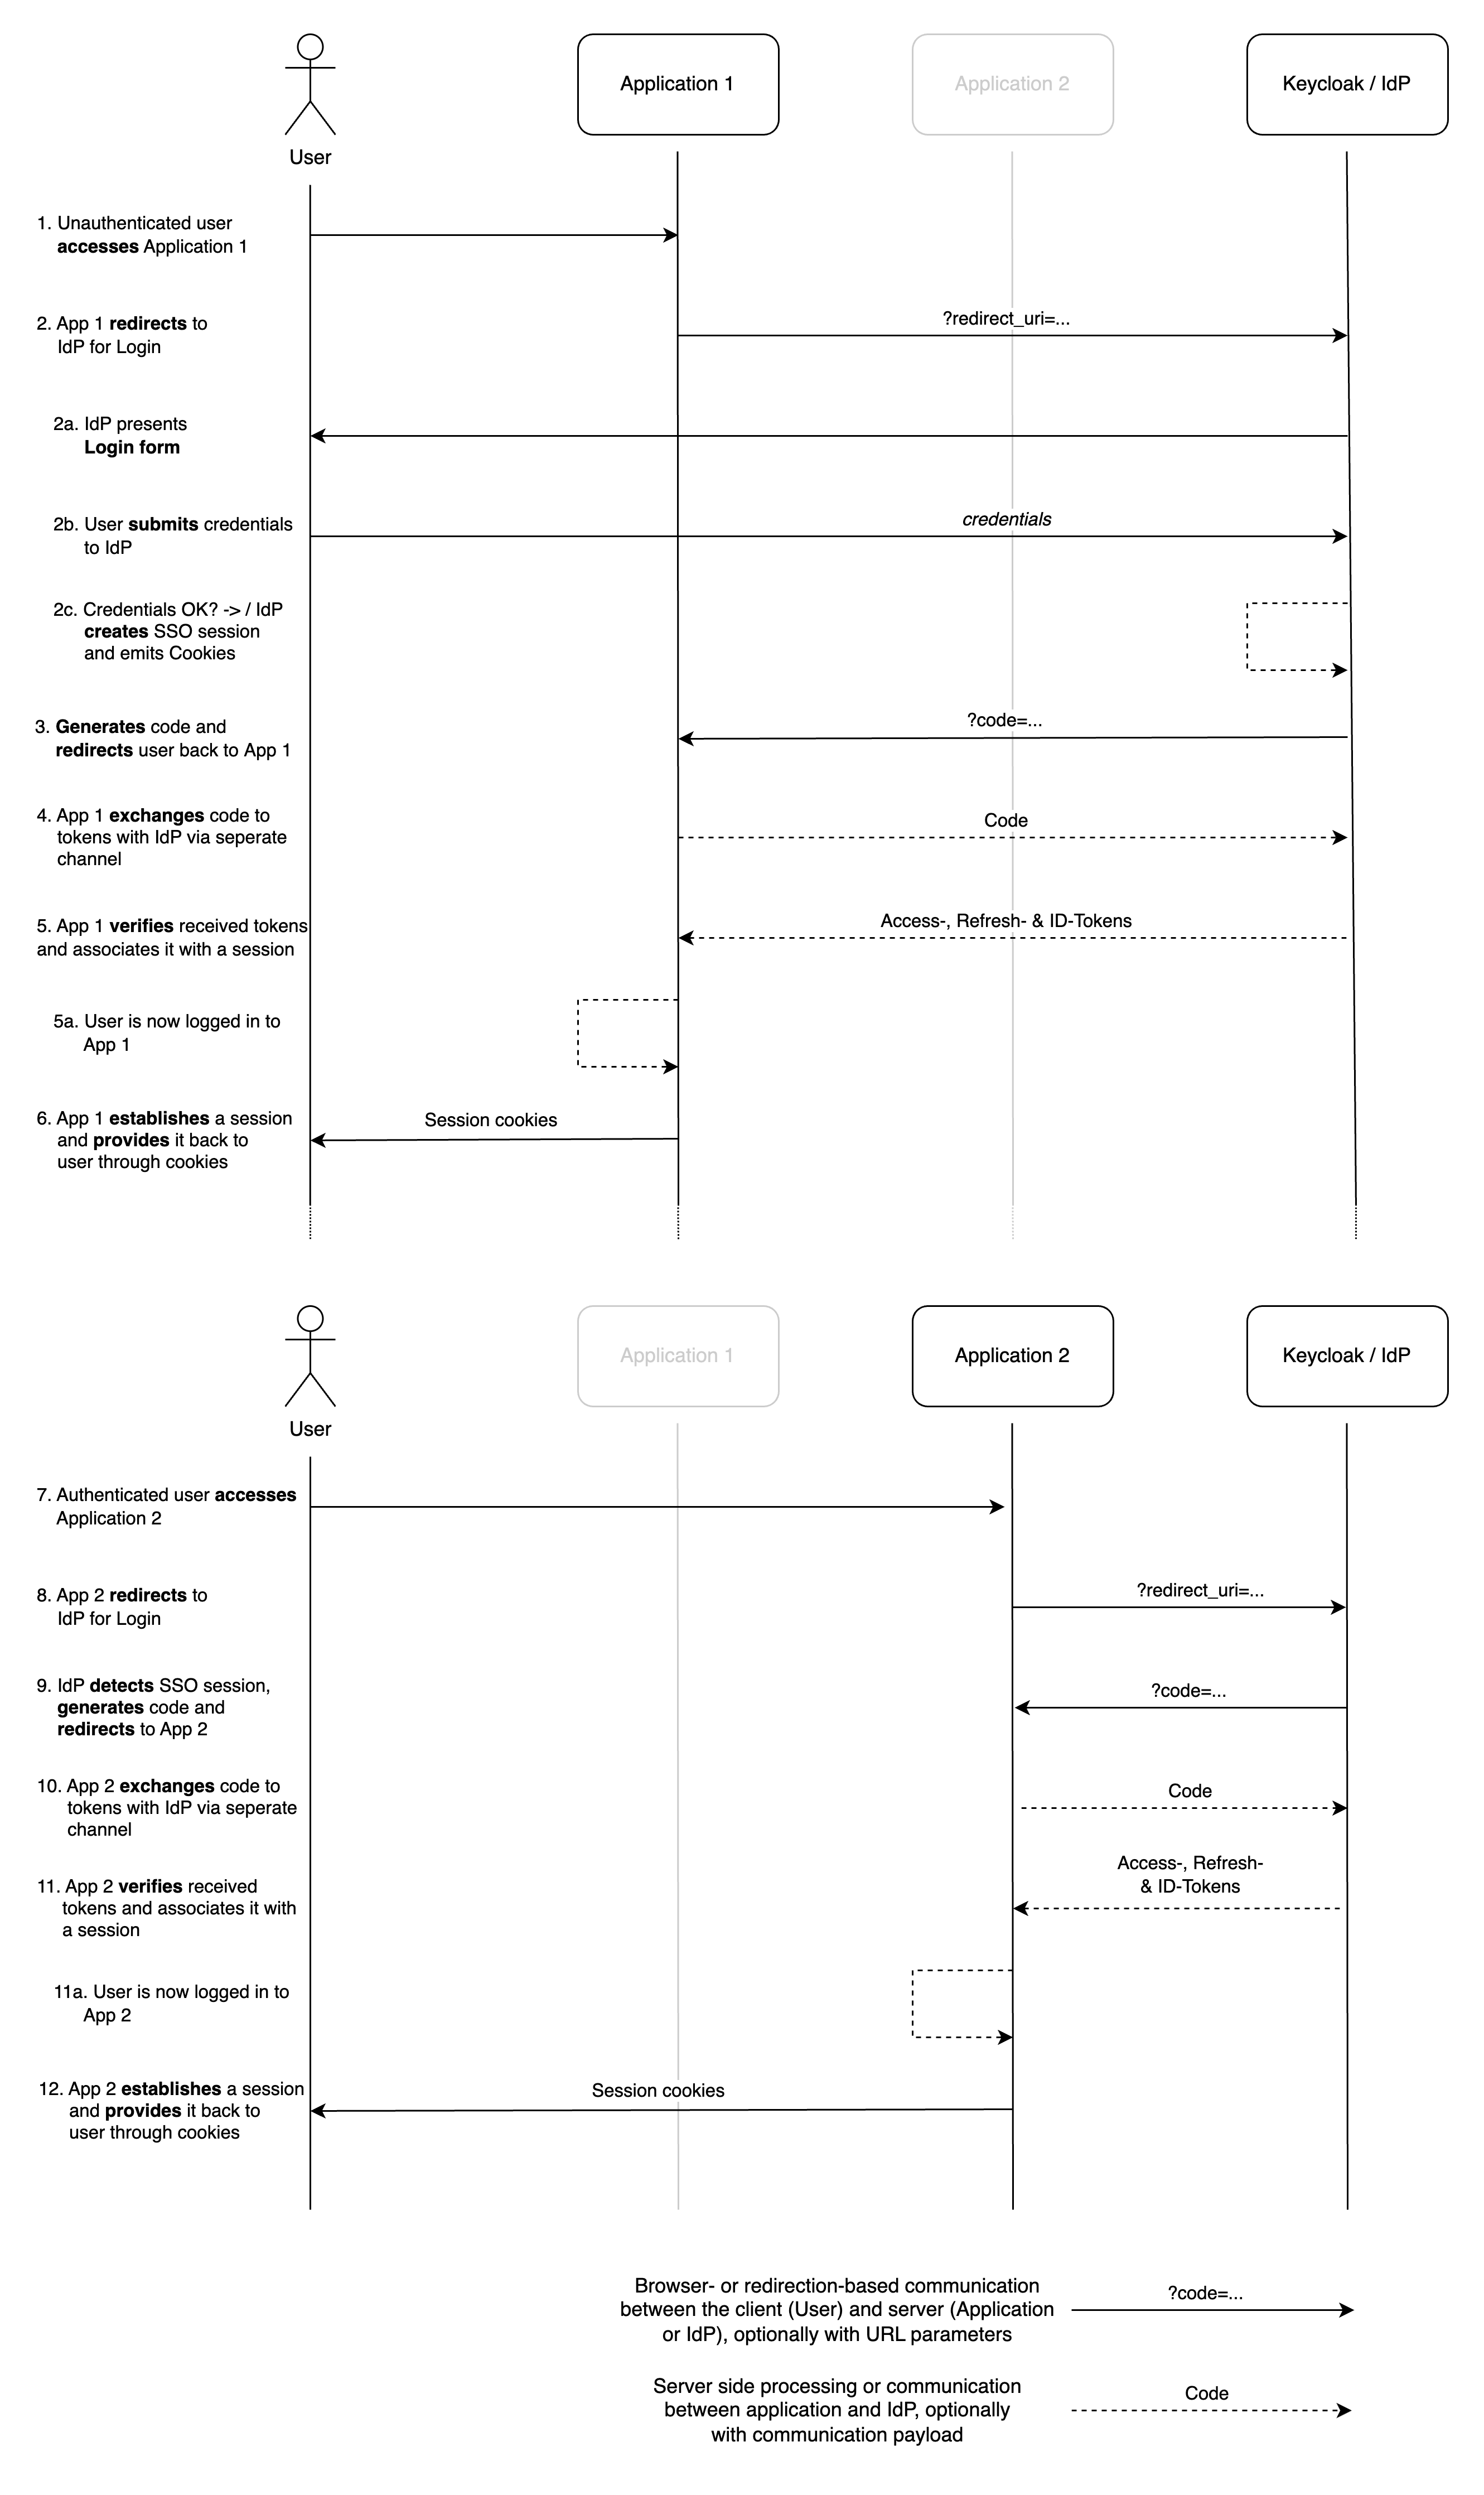 Application 1
Application 2
Keycloak / IdP
User
1. Unauthenticated user
accesses Application 1
2. App 1 redirects to
IdP for Login
?redirect_uri=...
2a. IdP presents
Login form
2b. User submits credentials
to IdP
credentials
2c. Credentials OK? -> / IdP
creates SSO session
and emits Cookies
3. Generates code and
redirects user back to App 1
?code=...
4. App 1 exchanges code to
tokens with IdP via seperate
channel
Code
5. App 1 verifies received tokens
and associates it with a session
Access-, Refresh- & ID-Tokens
5a. User is now logged in to
App 1
6. App 1 establishes a session
and provides it back to
user through cookies
Session cookies
Application 1
Application 2
Keycloak / IdP
User
7. Authenticated user accesses
Application 2
8. App 2 redirects to
IdP for Login
?redirect_uri=...
9. IdP detects SSO session,
generates code and
redirects to App 2
?code=...
10. App 2 exchanges code to
tokens with IdP via seperate
channel
Code
11. App 2 verifies received
tokens and associates it with
a session
Access-, Refresh-
& ID-Tokens
11a. User is now logged in to
App 2
12. App 2 establishes a session
and provides it back to
user through cookies
Session cookies
Browser- or redirection-based communication
between the client (User) and server (Application
or IdP), optionally with URL parameters
?code=...
Server side processing or communication
between application and IdP, optionally
with communication payload
Code